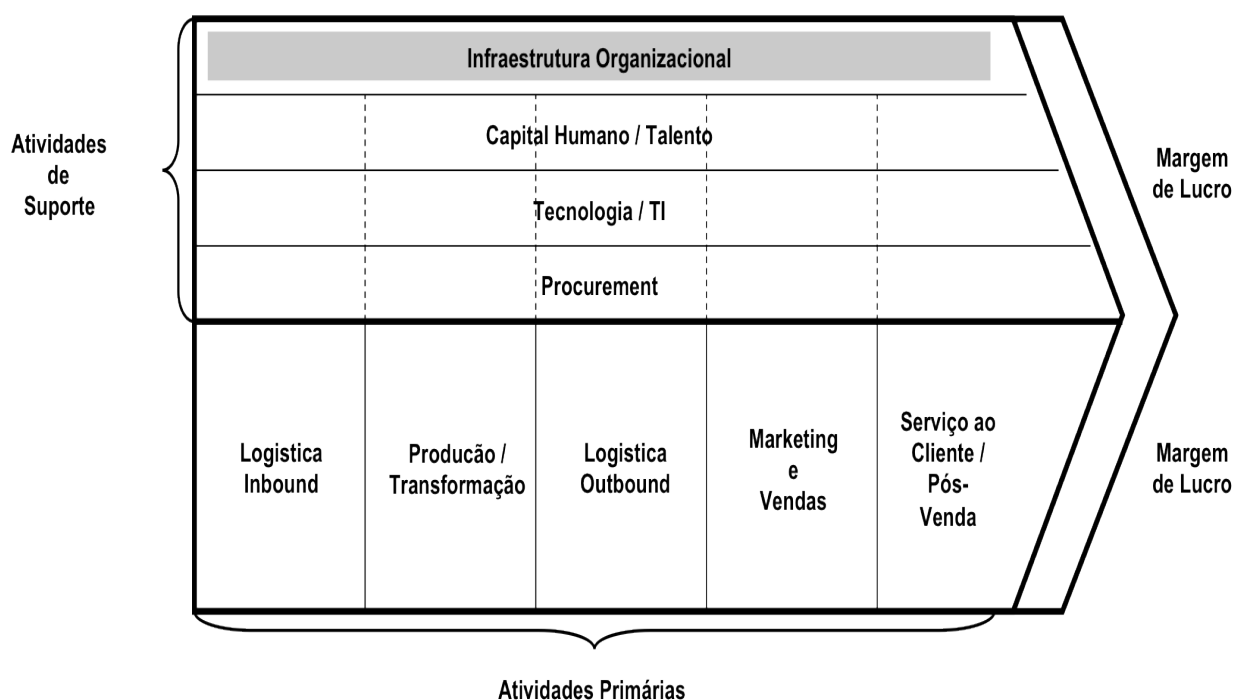 Infraestrutura Organizacional
Atividades
de
Suporte
Capital Humano / Talento
Tecnologia / TI
Procurement
Margem
de Lucro
Logistica
Inbound
Producão /
Transformação
Logistica
Outbound
Marketing
e
Vendas
Serviço ao
Cliente /
Pós-
Venda
Margem
de Lucro
Atividades Primárias